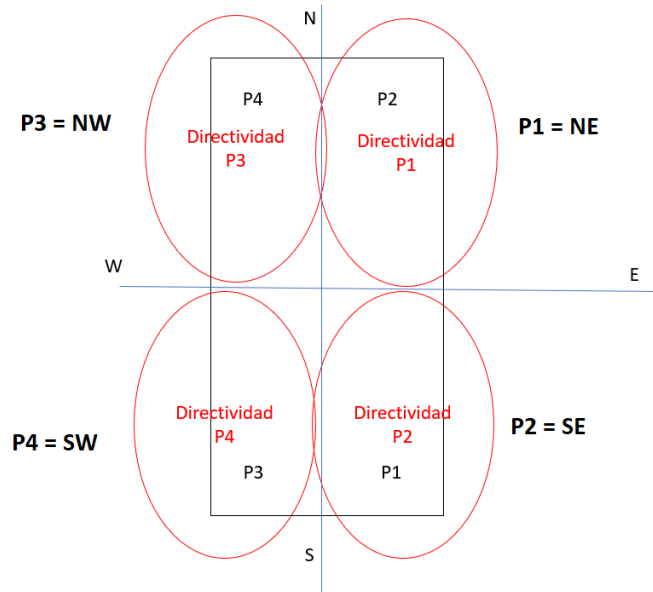 N
P4
P2
P3 = NW
P1 = NE
Directividad
P3
Directividad
P1
W
E
Directividad
P4
Directividad
P2
P4 = SW
P2 = SE
P3
P1
S